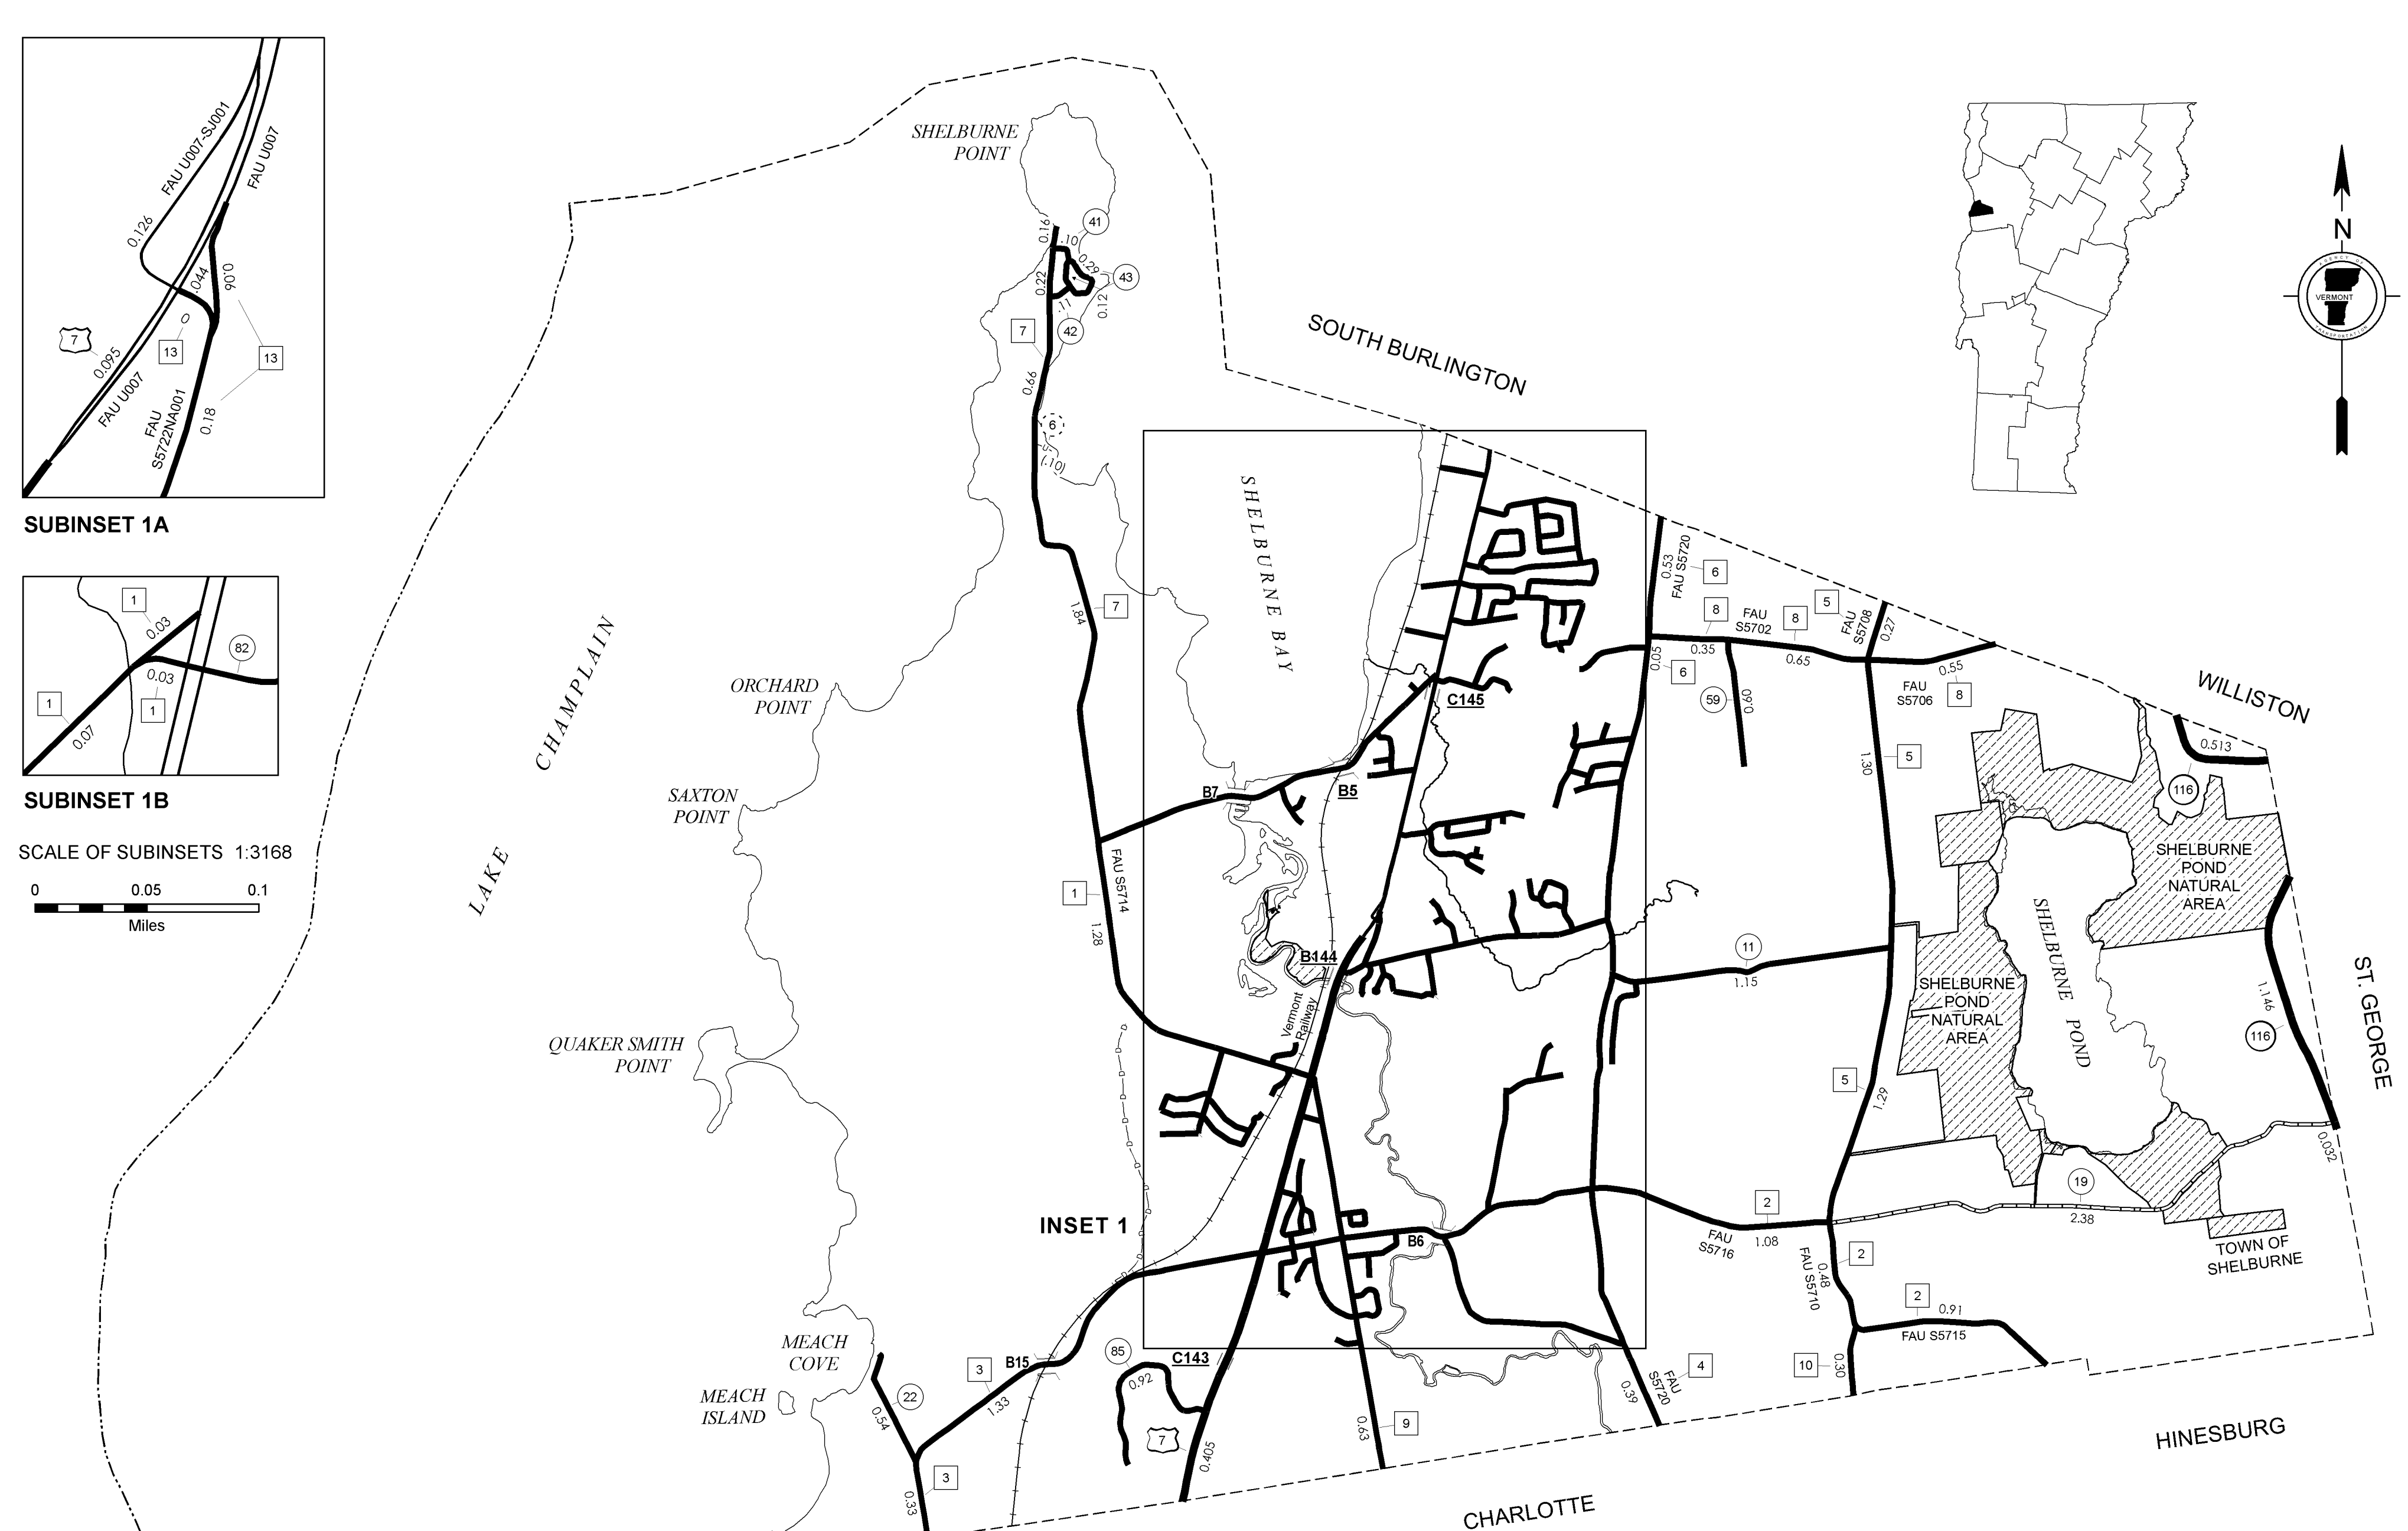 FAU U007-SJ001
FAU U007
0.126
.044
0.06
0
13
13
7
0.095
FAU U007
FAU
S5722NA001
0.18
SUBINSET 1A
1
0.03
82
0.03
1
1
0.07
SUBINSET 1B
SCALE OF SUBINSETS 1:3168
0 0.05 0.1
Miles
SHELBURNE
POINT
41
0.16
.10
0.29
43
0.22
.11
0.12
42
7
0.66
6
(.10)
7
1.84
SOUTH BURLINGTON
SHELBURNE BAY
LAKE CHAMPLAIN
ORCHARD
POINT
SAXTON
POINT
QUAKER SMITH
POINT
MEACH
COVE
MEACH
ISLAND
FAU S5714
1
1.28
B7
B5
C145
B144
Vermont
Railway
INSET 1
B6
B15
C143
3
1.33
22
0.54
3
0.33
85
0.92
7
0.405
9
0.63
0.53
FAU S5720
6
8
FAU
S5702
8
5
FAU
S5708
0.27
0.05
0.35
0.65
6
59
0.60
0.55
FAU
S5706
8
1.30
5
11
1.15
5
1.29
2
FAU
S5716
1.08
2
0.48
FAU S5710
2
0.91
FAU S5715
10
0.30
4
FAU
S5720
0.39
19
2.38
WILLISTON
0.513
116
SHELBURNE
POND
NATURAL
AREA
SHELBURNE
POND
NATURAL
AREA
SHELBURNE POND
1.146
116
0.032
ST. GEORGE
TOWN OF
SHELBURNE
HINESBURG
CHARLOTTE
N
AGENCY OF
VERMONT
TRANSPORTATION